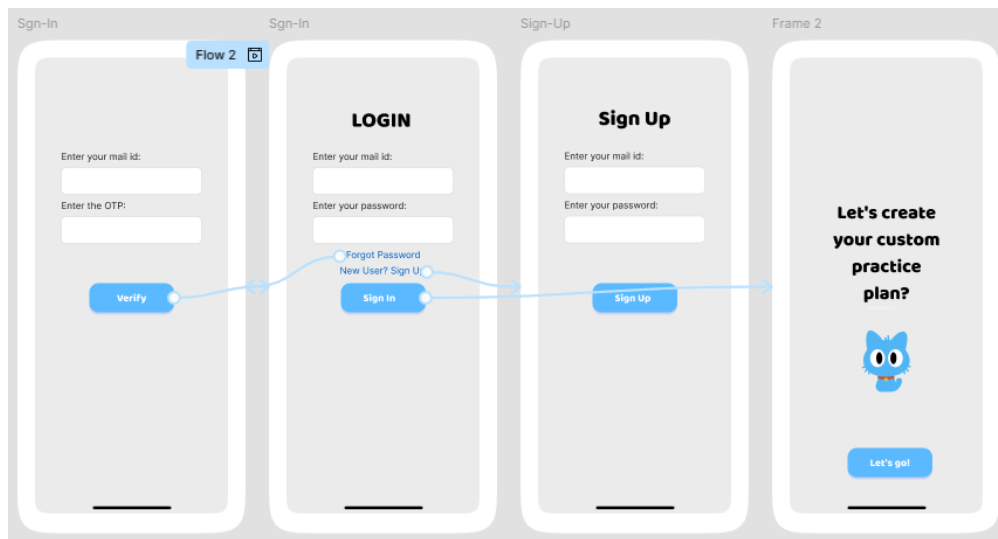 Sgn-In
Sgn-In
Sign-Up
Frame 2
Flow 2
Enter your mail id:
Enter the OTP:
Verify
LOGIN
Enter your mail id:
Enter your password:
Forgot Password
New User? Sign Up
Sign In
Sign Up
Enter your mail id:
Enter your password:
Sign Up
Let's create
your custom
practice
plan?
Let's go!